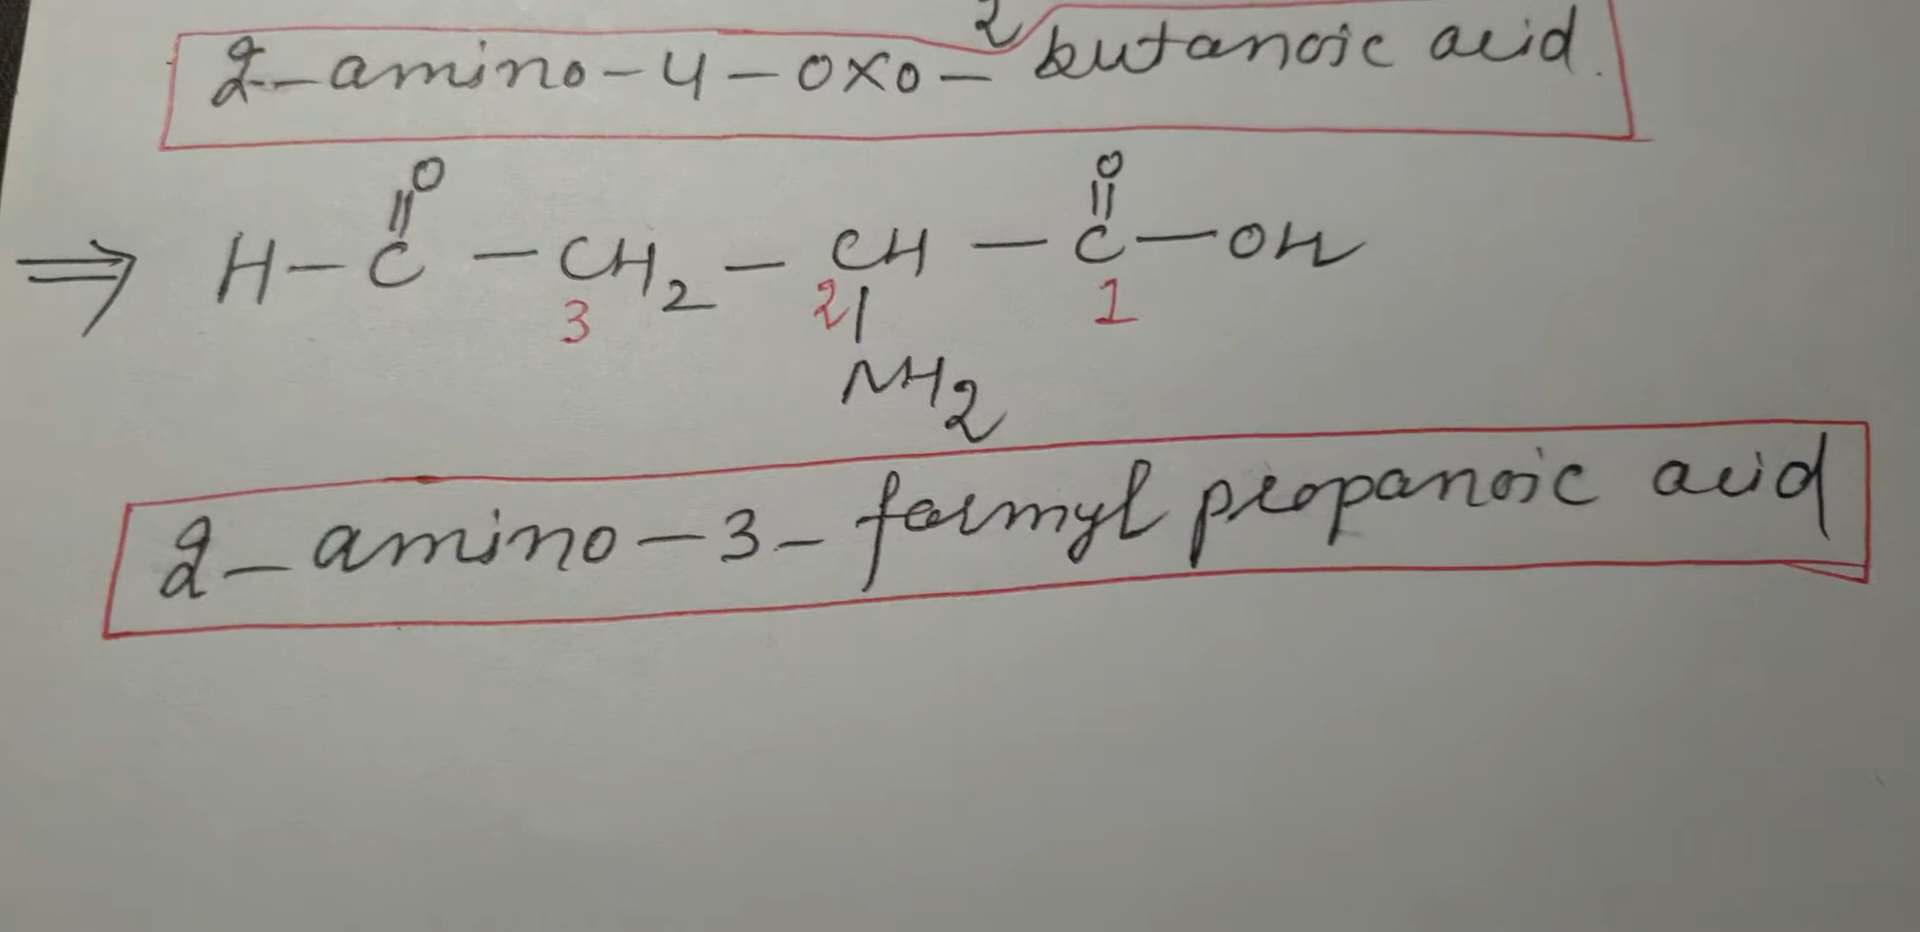 2
2-amino-4-oxo-butanoic acid.
O O
⇒ H-C-CH2-CH-C-OH
3 2 1
NH2
2-amino-3-formyl propanoic acid